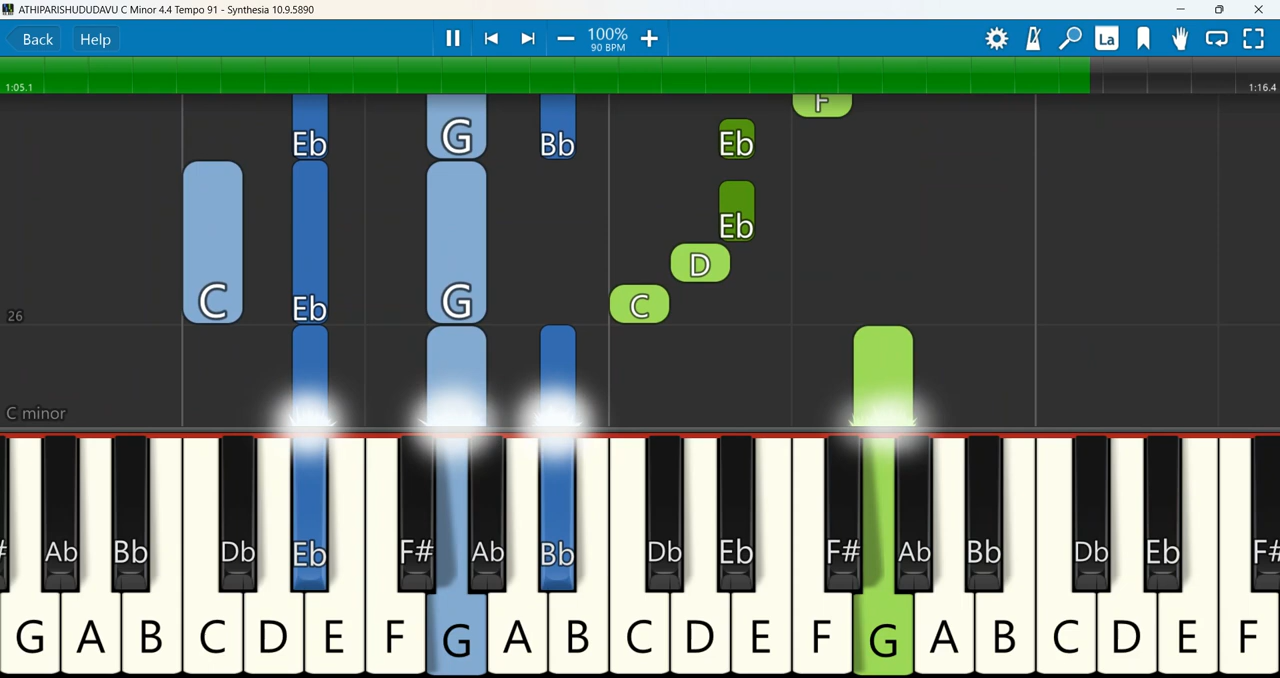 ATHIPARISHUDUDAVU C Minor 4.4 Tempo 91 - Synthesia 10.9.5890
Back Help 100% La
90 BPM
1:05.1 1:16.4
F
Eb G Bb Eb
Eb
D
C Eb G C
26
C minor
Ab Bb Db Eb F# Ab Bb Db Eb F# Ab Bb Db Eb F#
G A B C D E F G A B C D E F G A B C D E F